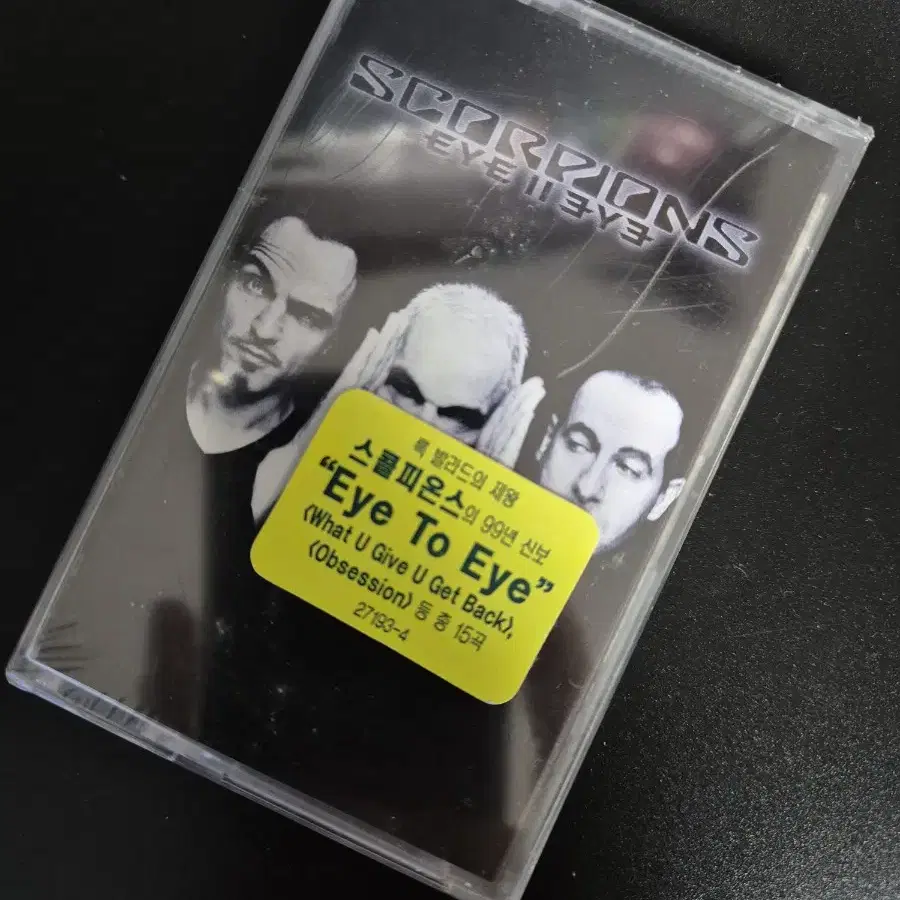 SCORPIONS
EYE II EYE
록 발라드의 제왕
스콜피온스의 99년 신보
“Eye To Eye”
<What U Give U Get Back>,
<Obsession> 등 총 15곡
27193-4